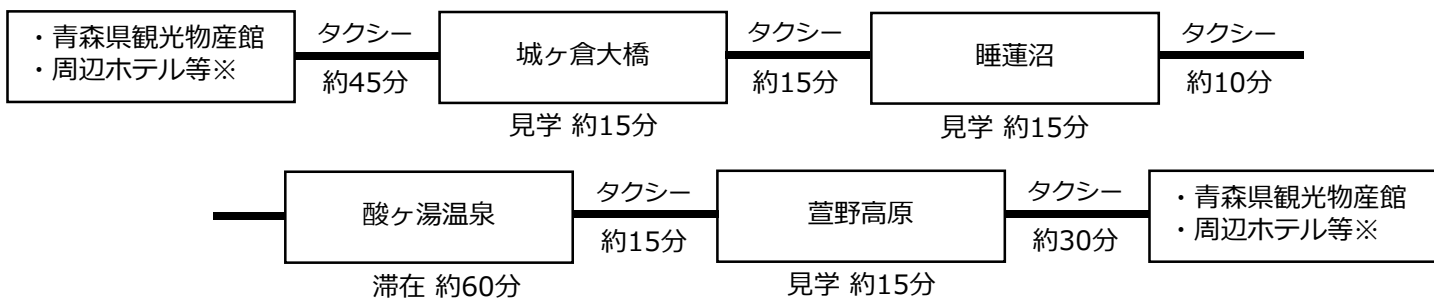 ・青森県観光物産館
・周辺ホテル等※
タクシー
約45分
城ヶ倉大橋
見学 約15分
タクシー
約15分
睡蓮沼
見学 約15分
タクシー
約10分
酸ヶ湯温泉
滞在 約60分
タクシー
約15分
萱野高原
見学 約15分
タクシー
約30分
・青森県観光物産館
・周辺ホテル等※